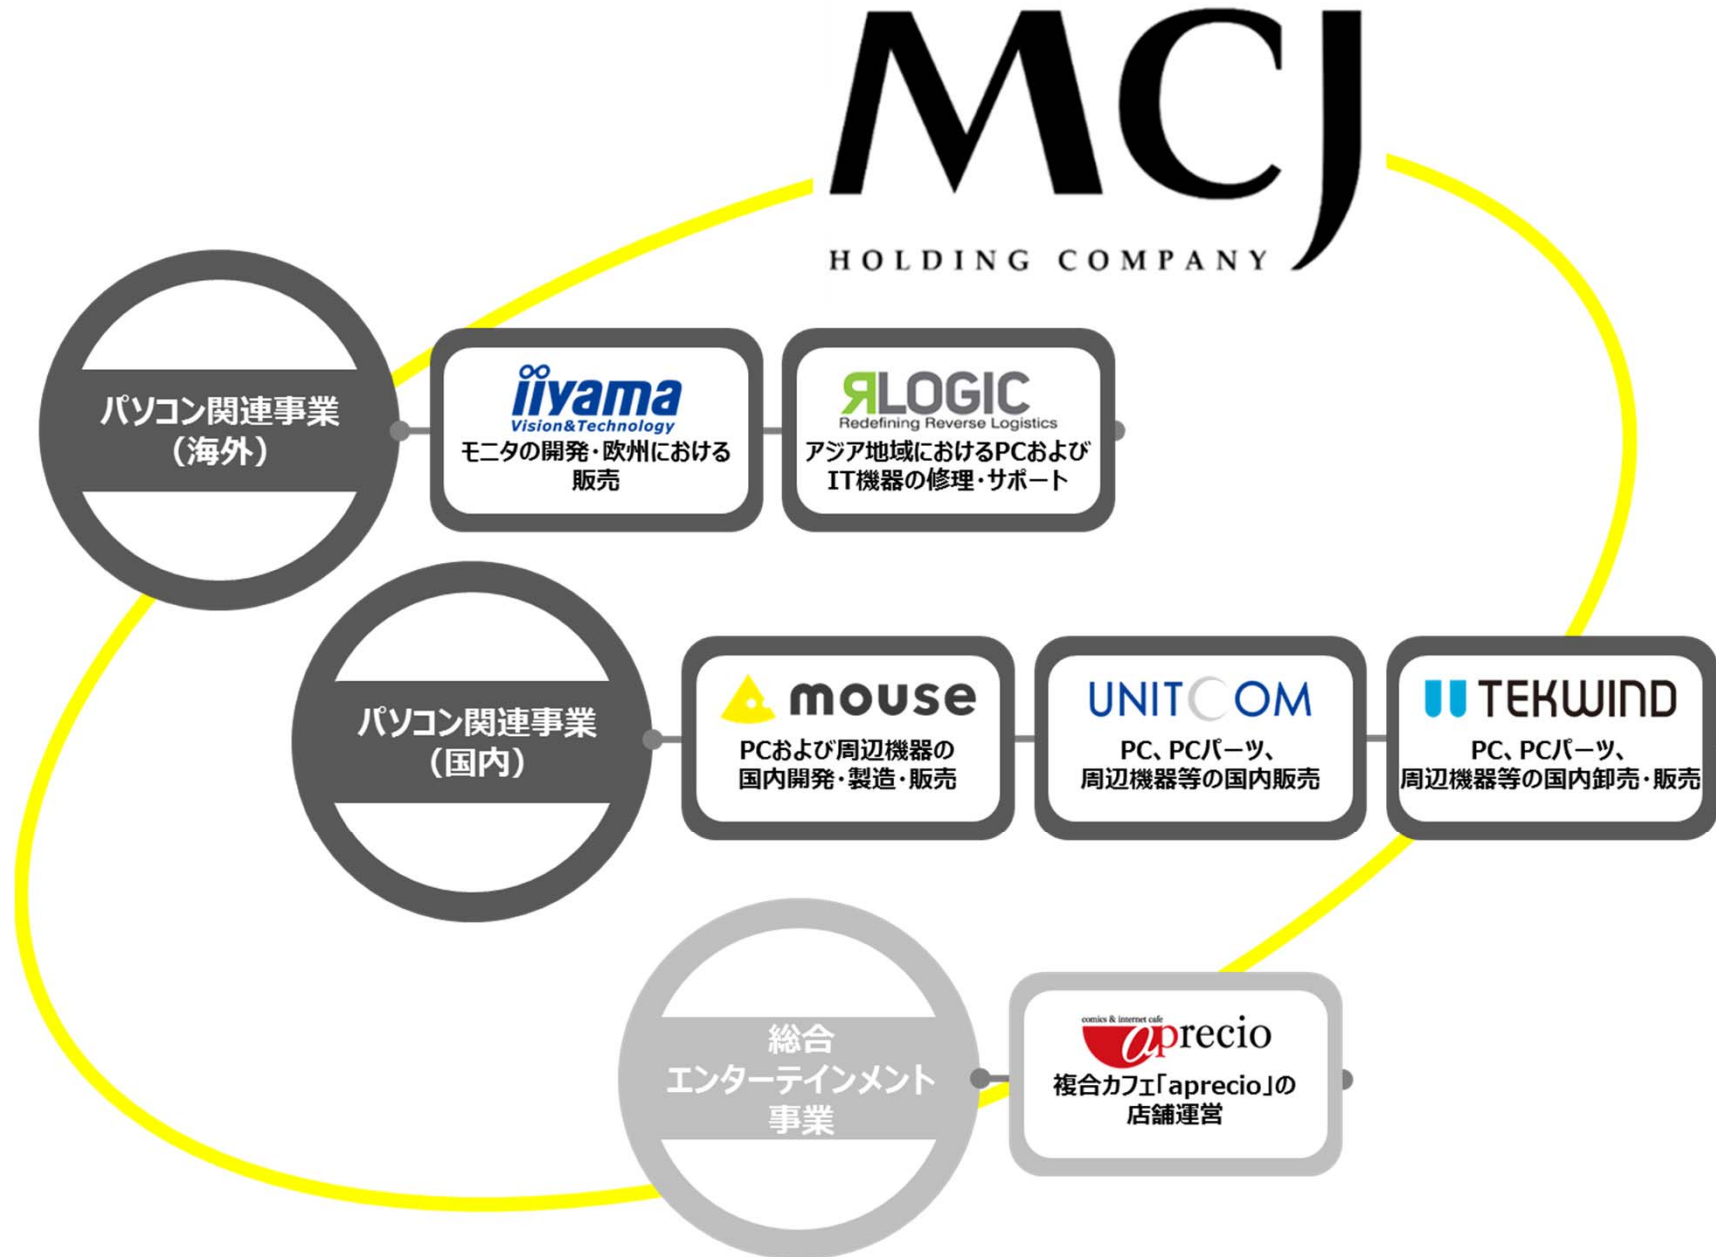 MCJ
HOLDING COMPANY
パソコン関連事業
（海外）
iiyama
Vision&Technology
モニタの開発・欧州における
販売
RLOGIC
Redefining Reverse Logistics
アジア地域におけるPCおよび
IT機器の修理・サポート
パソコン関連事業
（国内）
mouse
PCおよび周辺機器の
国内開発・製造・販売
UNITCOM
PC、PCパーツ、
周辺機器等の国内販売
TEKWIND
PC、PCパーツ、
周辺機器等の国内卸売・販売
総合
エンターテインメント
事業
comics & internet cafe
aprecio
複合カフェ「aprecio」の
店舗運営